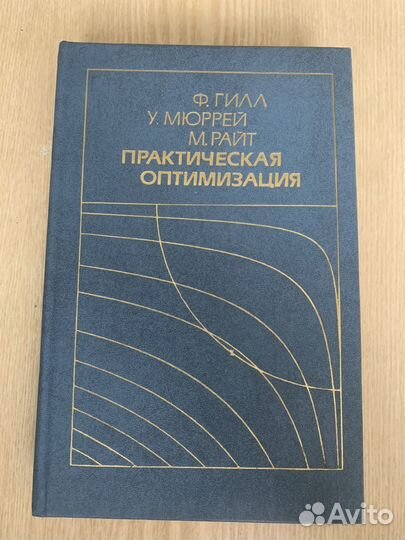 Ф. ГИЛЛ
У. МЮРРЕЙ
М. РАЙТ
ПРАКТИЧЕСКАЯ
ОПТИМИЗАЦИЯ
Avito